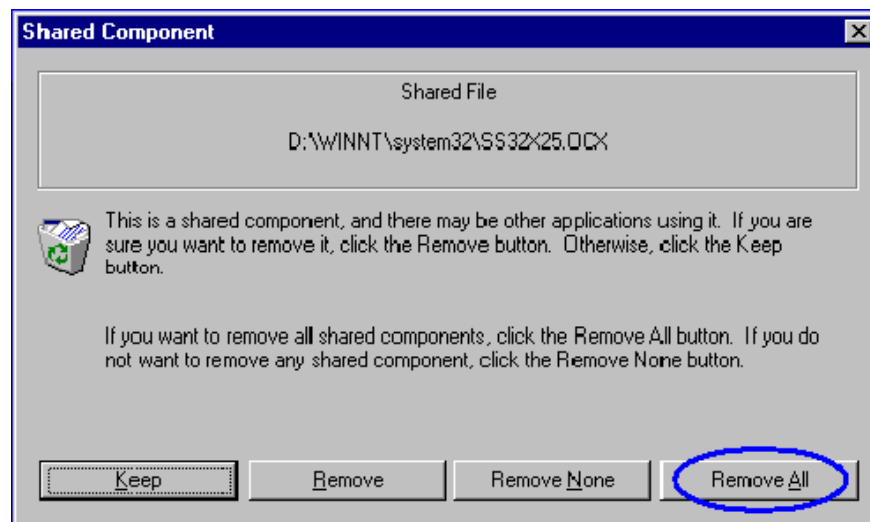 Shared Component
Shared File
D:\WINNT\system32\SS32X25.OCX
This is a shared component, and there may be other applications using it. If you are
sure you want to remove it, click the Remove button. Otherwise, click the Keep
button.
If you want to remove all shared components, click the Remove All button. If you do
not want to remove any shared component, click the Remove None button.
Keep
Remove
Remove None
Remove All